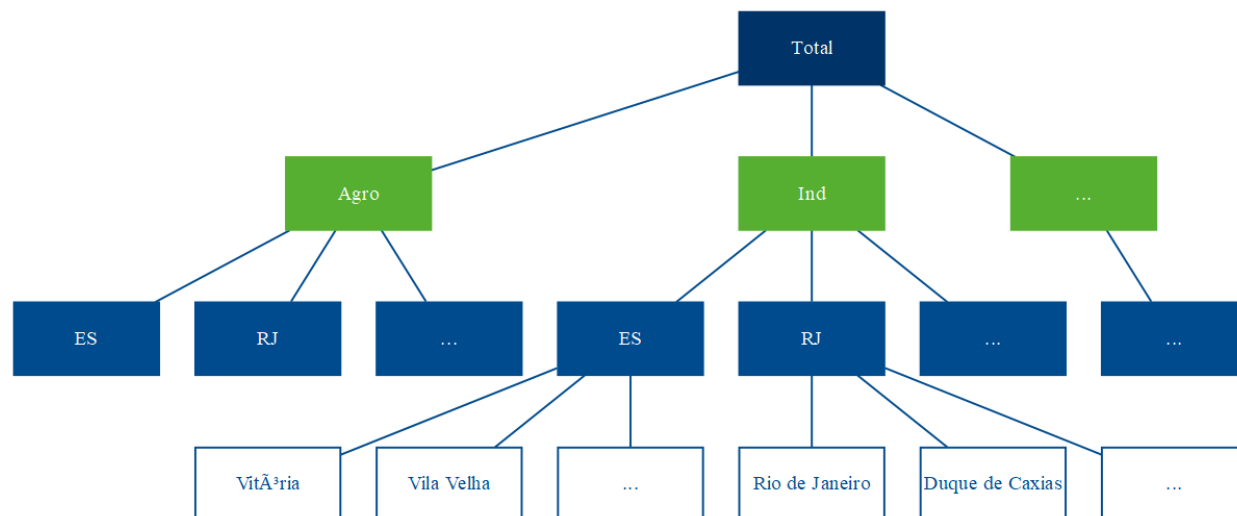 Total
Agro
Ind
...
ES
RJ
...
ES
RJ
...
...
VitÃ³ria
Vila Velha
...
Rio de Janeiro
Duque de Caxias
...